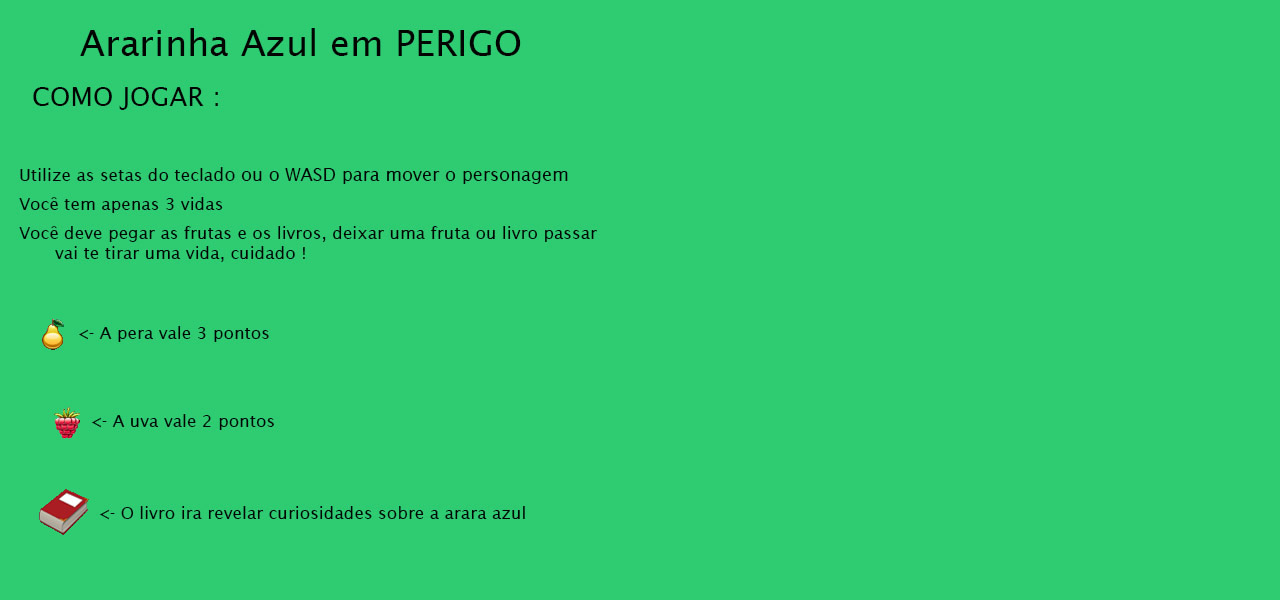 Ararinha Azul em PERIGO
COMO JOGAR :
Utilize as setas do teclado ou o WASD para mover o personagem
Você tem apenas 3 vidas
Você deve pegar as frutas e os livros, deixar uma fruta ou livro passar
vai te tirar uma vida, cuidado !
<- A pera vale 3 pontos
<- A uva vale 2 pontos
<- O livro ira revelar curiosidades sobre a arara azul